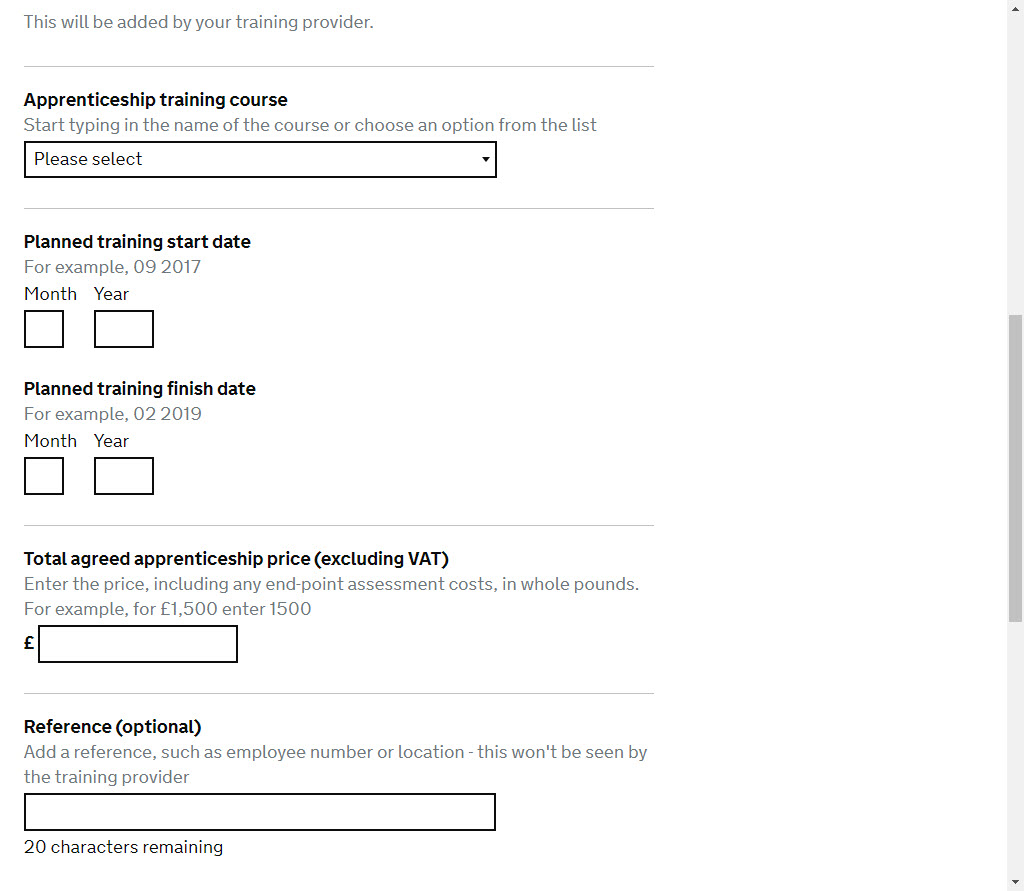 This will be added by your training provider.
Apprenticeship training course
Start typing in the name of the course or choose an option from the list
Please select
Planned training start date
For example, 09 2017
Month Year
Planned training finish date
For example, 02 2019
Month Year
Total agreed apprenticeship price (excluding VAT)
Enter the price, including any end-point assessment costs, in whole pounds.
For example, for £1,500 enter 1500
£
Reference (optional)
Add a reference, such as employee number or location - this won't be seen by
the training provider
20 characters remaining